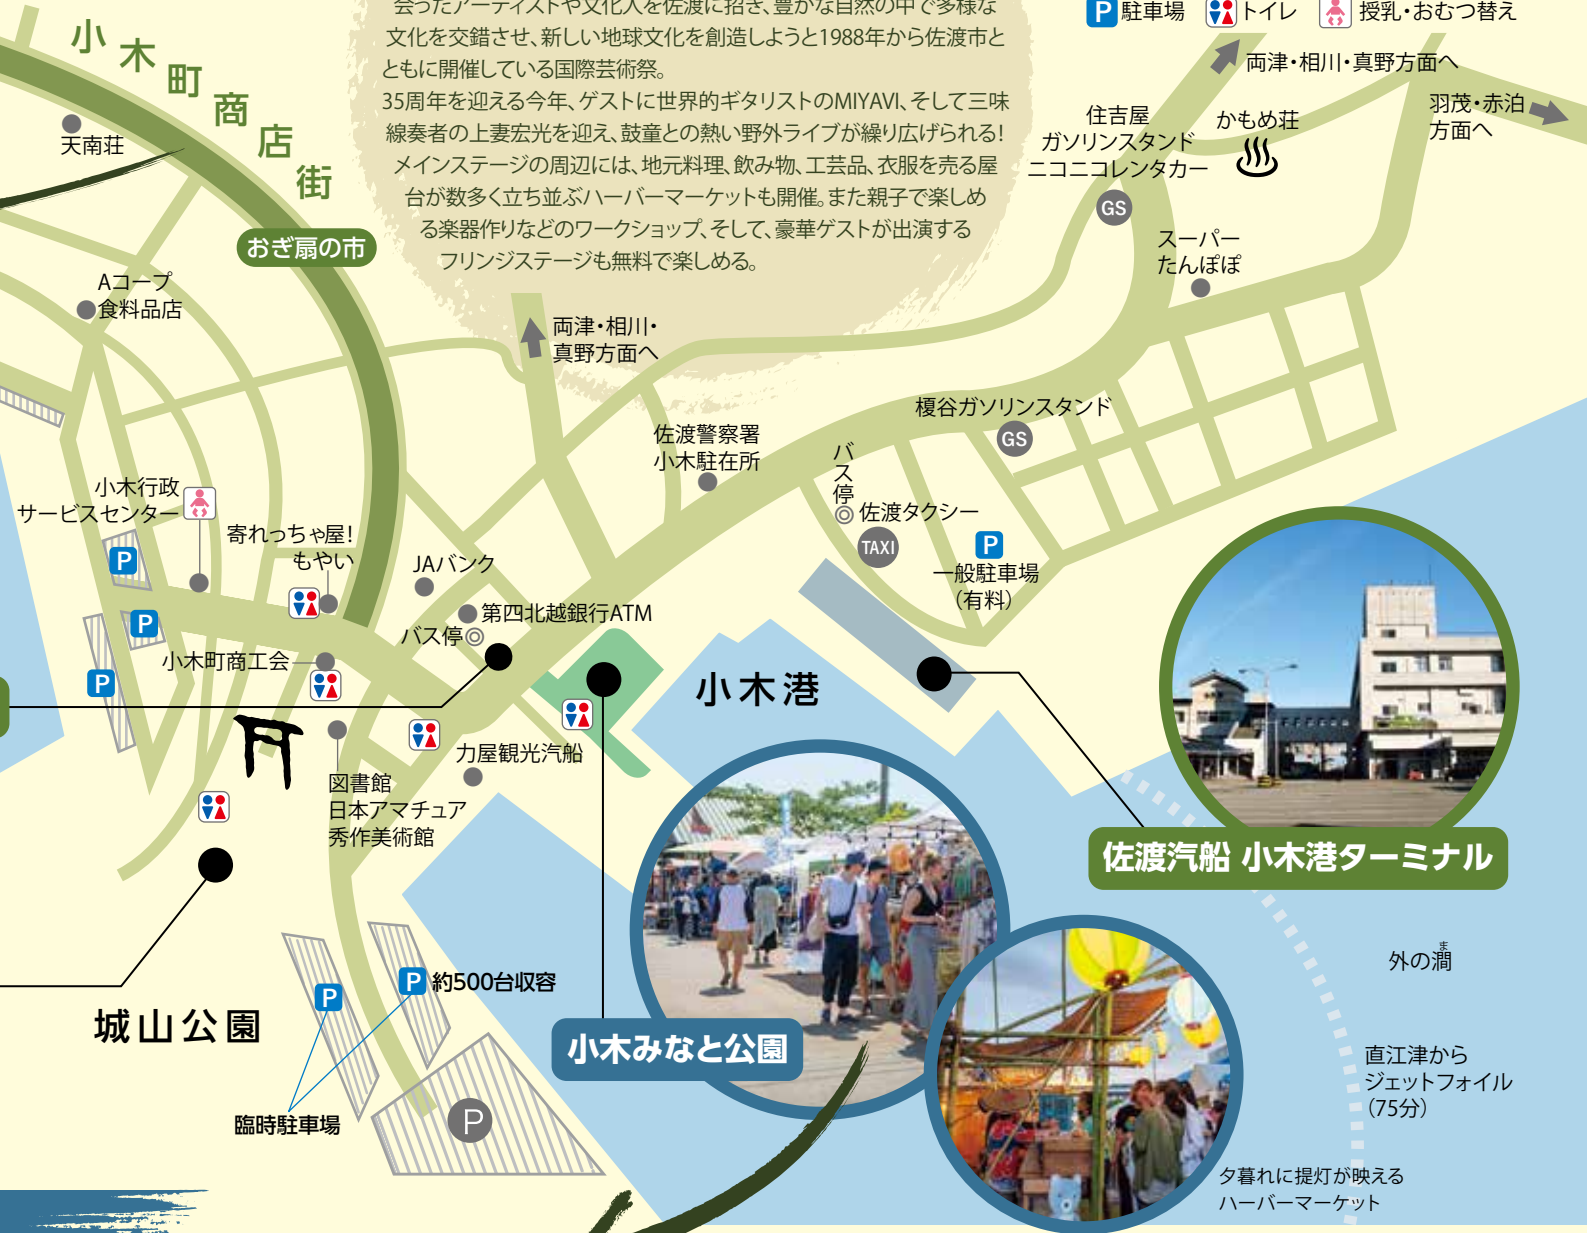 会ったアーティストや文化人を佐渡に招き、豊かな自然の中で多様な
文化を交錯させ、新しい地球文化を創造しようと1988年から佐渡市と
ともに開催している国際芸術祭。
35周年を迎える今年、ゲストに世界的ギタリストのMIYAVI、そして三味
線奏者の上妻宏光を迎え、鼓童との熱い野外ライブが繰り広げられる!
メインステージの周辺には、地元料理、飲み物、工芸品、衣服を売る屋
台が数多く立ち並ぶハーバーマーケットも開催。また親子で楽しめ
る楽器作りなどのワークショップ、そして、豪華ゲストが出演する
フリンジステージも無料で楽しめる。
P 駐車場 トイレ 授乳・おむつ替え
小木町商店街
天南荘
おぎ扇の市
Aコープ
食料品店
両津・相川・
真野方面へ
両津・相川・真野方面へ
羽茂・赤泊
方面へ
住吉屋
ガソリンスタンド
ニコニコレンタカー
GS
かもめ荘
スーパー
たんぽぽ
榎谷ガソリンスタンド
GS
佐渡警察署
小木駐在所
バス停
佐渡タクシー
TAXI
P
一般駐車場
(有料)
小木行政
サービスセンター
P
P
P
寄れっちゃ屋!
もやい
JAバンク
第四北越銀行ATM
バス停
小木町商工会
小木港
力屋観光汽船
図書館
日本アマチュア
秀作美術館
佐渡汽船 小木港ターミナル
城山公園
P
P 約500台収容
臨時駐車場
P
小木みなと公園
外の澗
ま
直江津から
ジェットフォイル
(75分)
夕暮れに提灯が映える
ハーバーマーケット